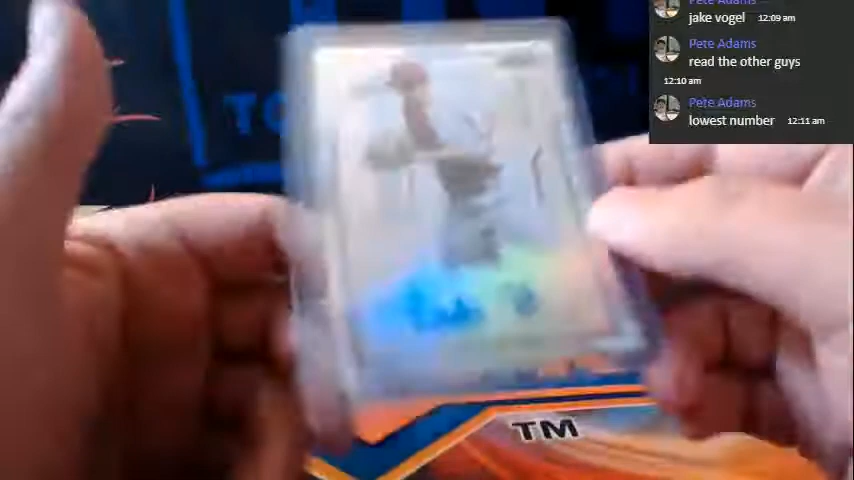 Pete Adams
jake vogel 12:09 am
Pete Adams
read the other guys
12:10 am
Pete Adams
lowest number 12:11 am
TO
TM